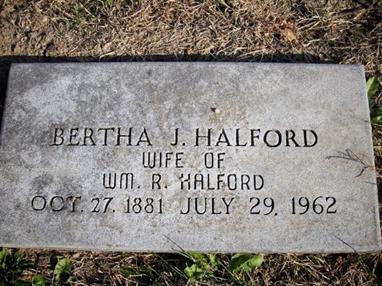 BERTHA J. HALFORD
WIFE OF
WM. R. HALFORD
OCT. 27. 1881 JULY 29, 1962